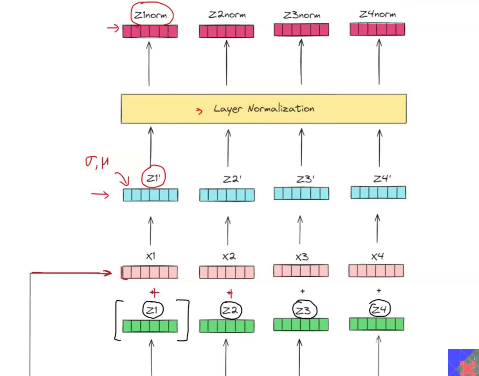 Z1norm Z2norm Z3norm Z4norm
Layer Normalization
σ, μ
Z1' Z2' Z3' Z4'
X1 X2 X3 X4
+ + + +
Z1 Z2 Z3 Z4